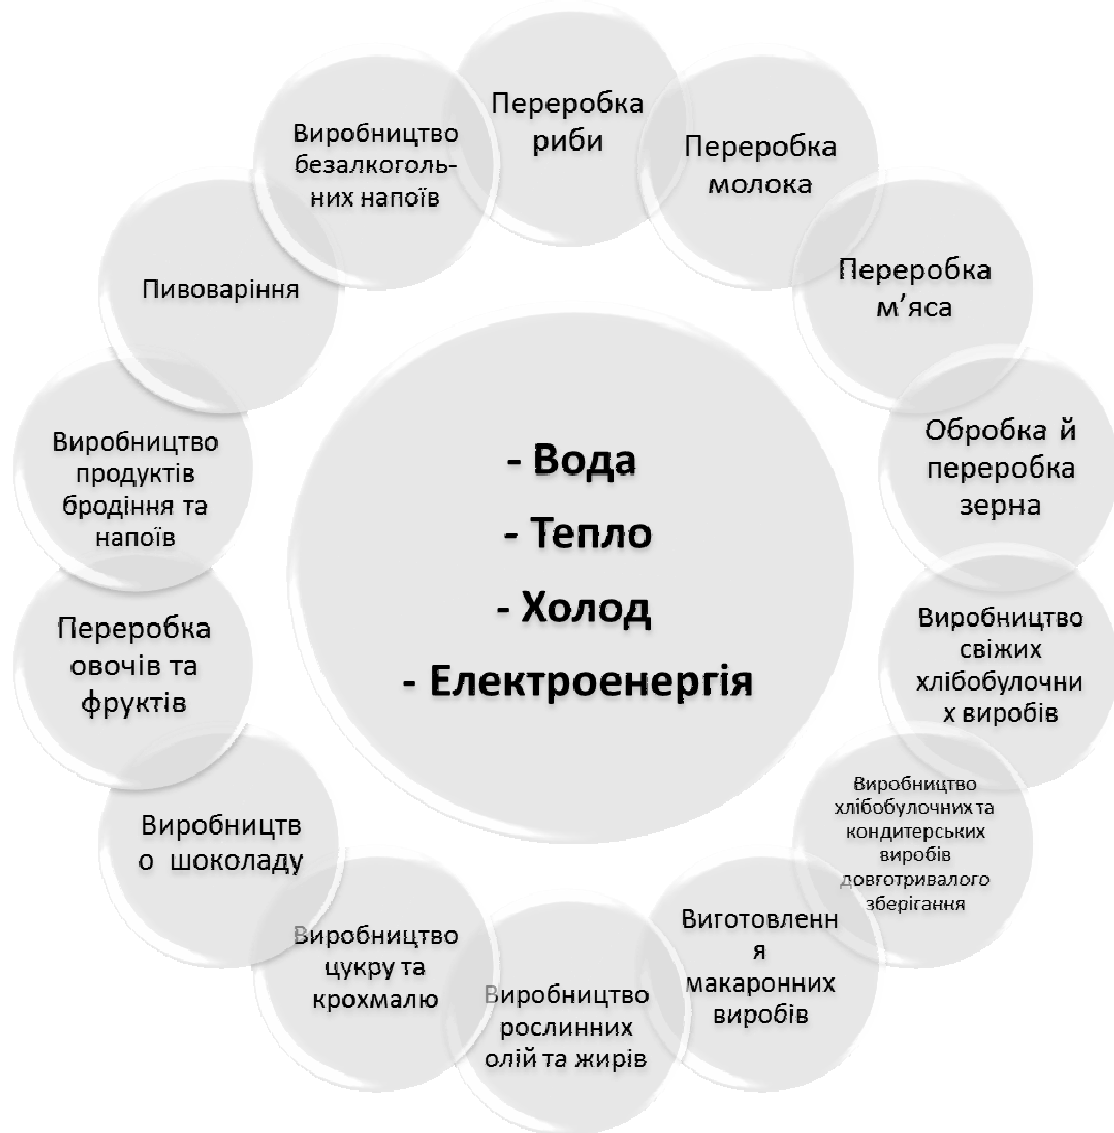 Переробка
риби
Переробка
молока
Переробка
м’яса
Обробка й
переробка
зерна
Виробництво
свіжих
хлібобулочни
х виробів
Виробництво
хлібобулочних та
кондитерських
виробів
довготривалого
зберігання
Виготовленн
я
макаронних
виробів
Виробництво
рослинних
олій та жирів
Виробництво
цукру та
крохмалю
Виробництв
о шоколаду
Переробка
овочів та
фруктів
Виробництво
продуктів
бродіння та
напоїв
Пивоваріння
Виробництво
безалкоголь-
них напоїв
- Вода
- Тепло
- Холод
- Електроенергія